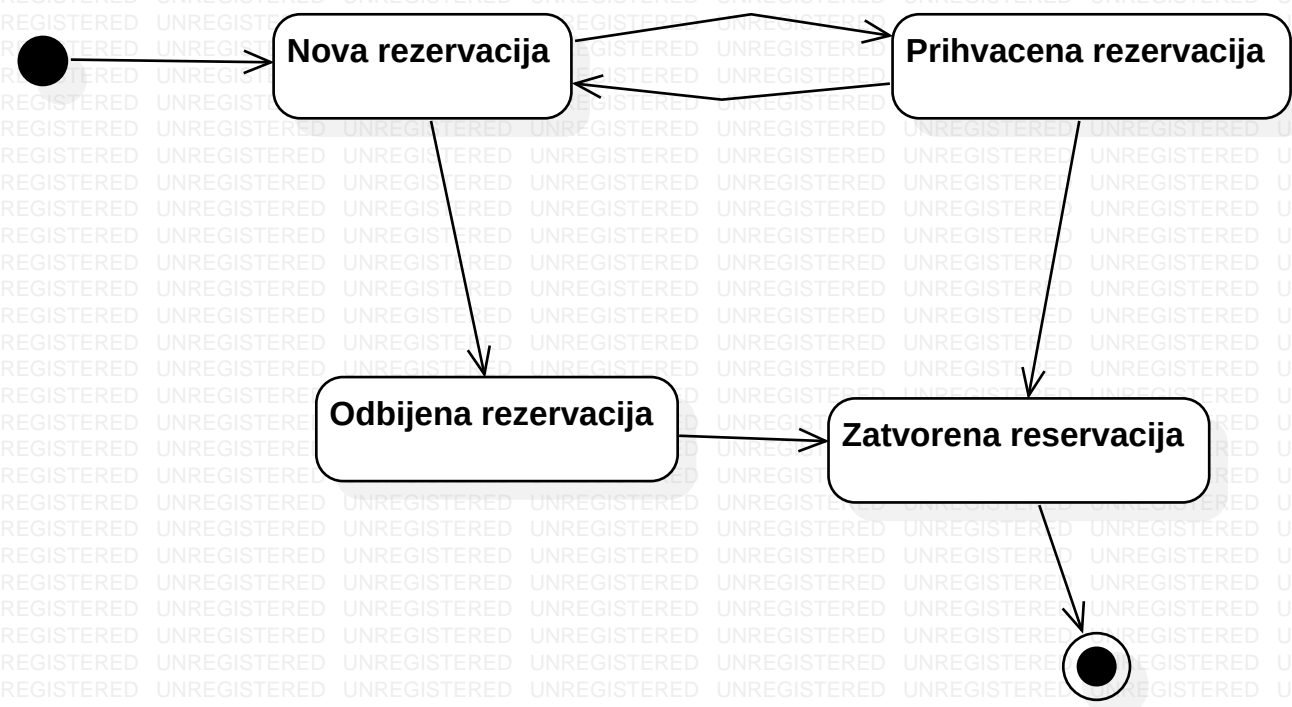 Nova rezervacija
Prihvacena rezervacija
Odbijena rezervacija
Zatvorena reservacija